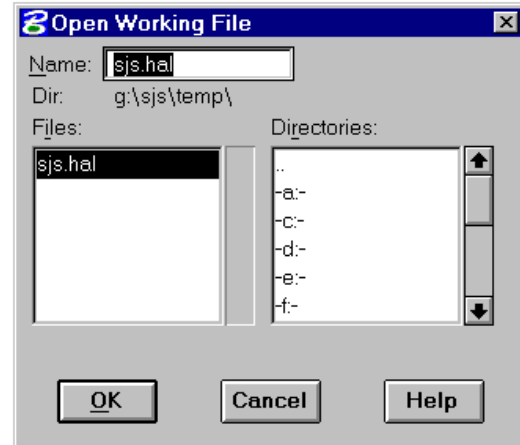 Open Working File
Name: sjs.hal
Dir: g:\sjs\temp\
Files:
sjs.hal
Directories:
..
-a:-
-c:-
-d:-
-e:-
-f:-
OK Cancel Help